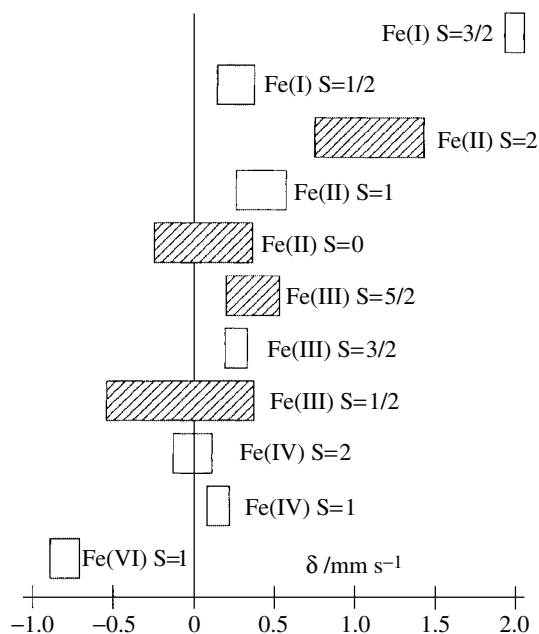 Fe(I) S=3/2
Fe(I) S=1/2
Fe(II) S=2
Fe(II) S=1
Fe(II) S=0
Fe(III) S=5/2
Fe(III) S=3/2
Fe(III) S=1/2
Fe(IV) S=2
Fe(IV) S=1
Fe(VI) S=1
δ /mm s⁻¹
−1.0 −0.5 0 0.5 1.0 1.5 2.0